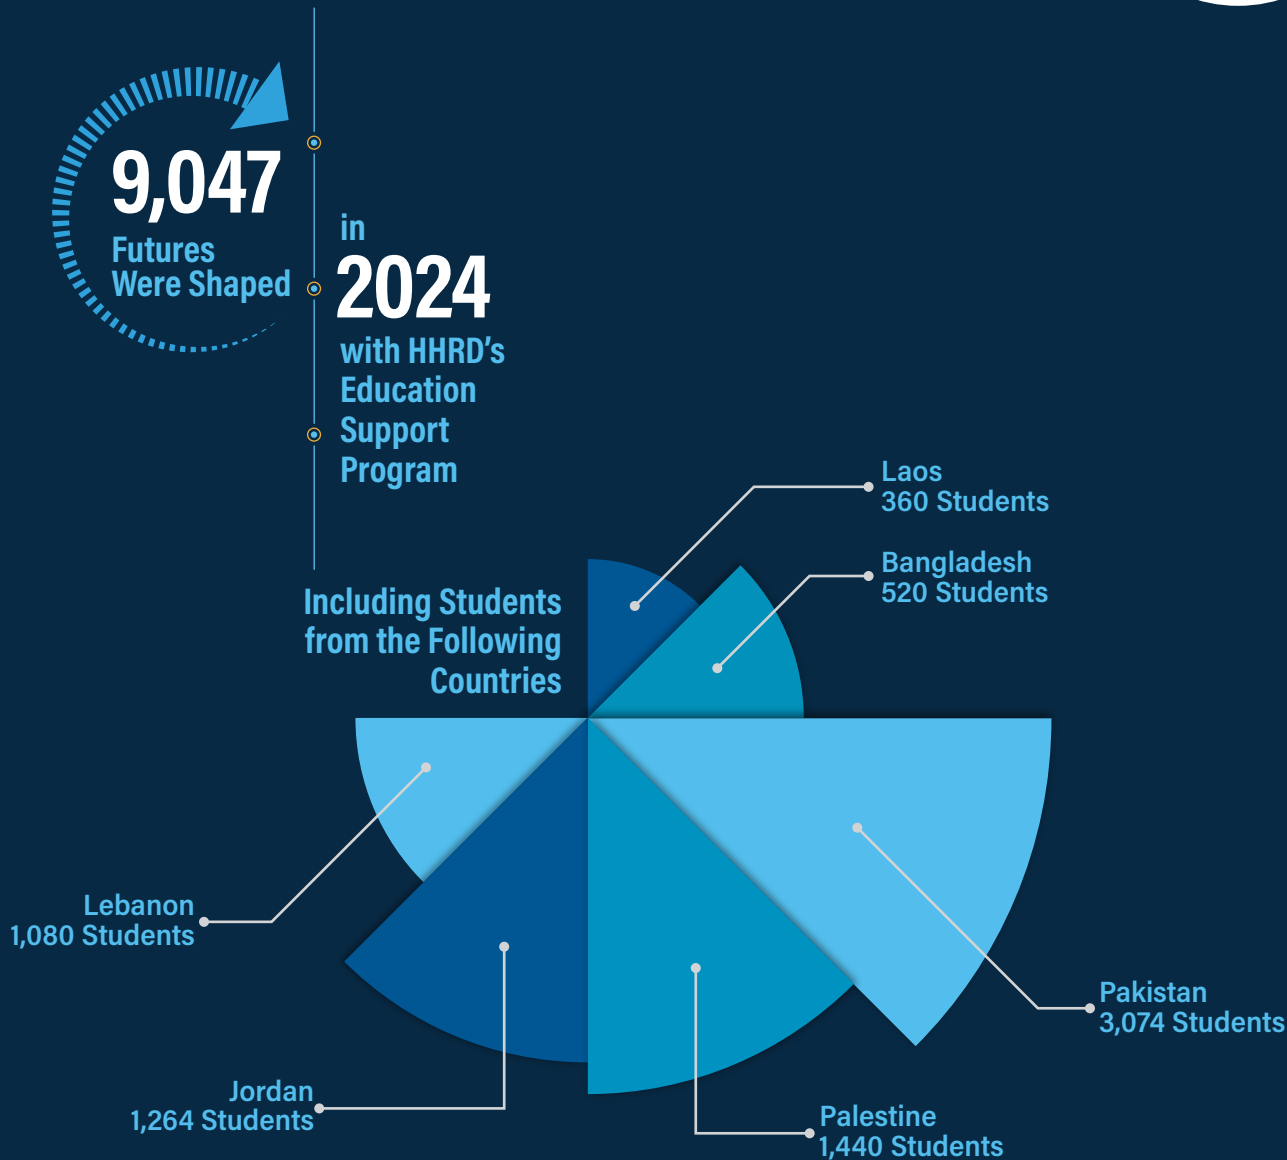 9,047
Futures
Were Shaped
in
2024
with HHRD’s
Education
Support
Program
Including Students
from the Following
Countries
Laos
360 Students
Bangladesh
520 Students
Pakistan
3,074 Students
Palestine
1,440 Students
Jordan
1,264 Students
Lebanon
1,080 Students